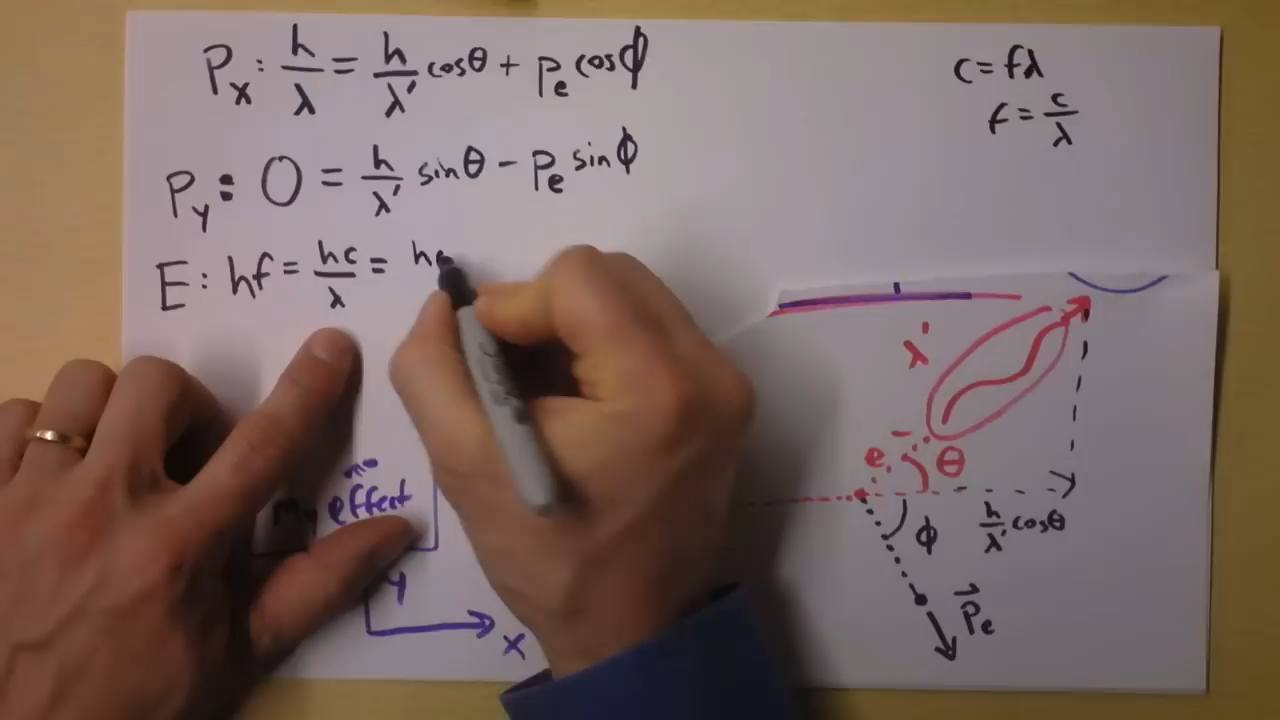 Px: h/λ = h/λ' cosθ + Pe cosϕ
Py: 0 = h/λ' sinθ - Pe sinϕ
E: hf = hc/λ = hc
c = fλ
f = c/λ
λ'
e
θ
ϕ
h/λ' cosθ
Pe
effect
y
x